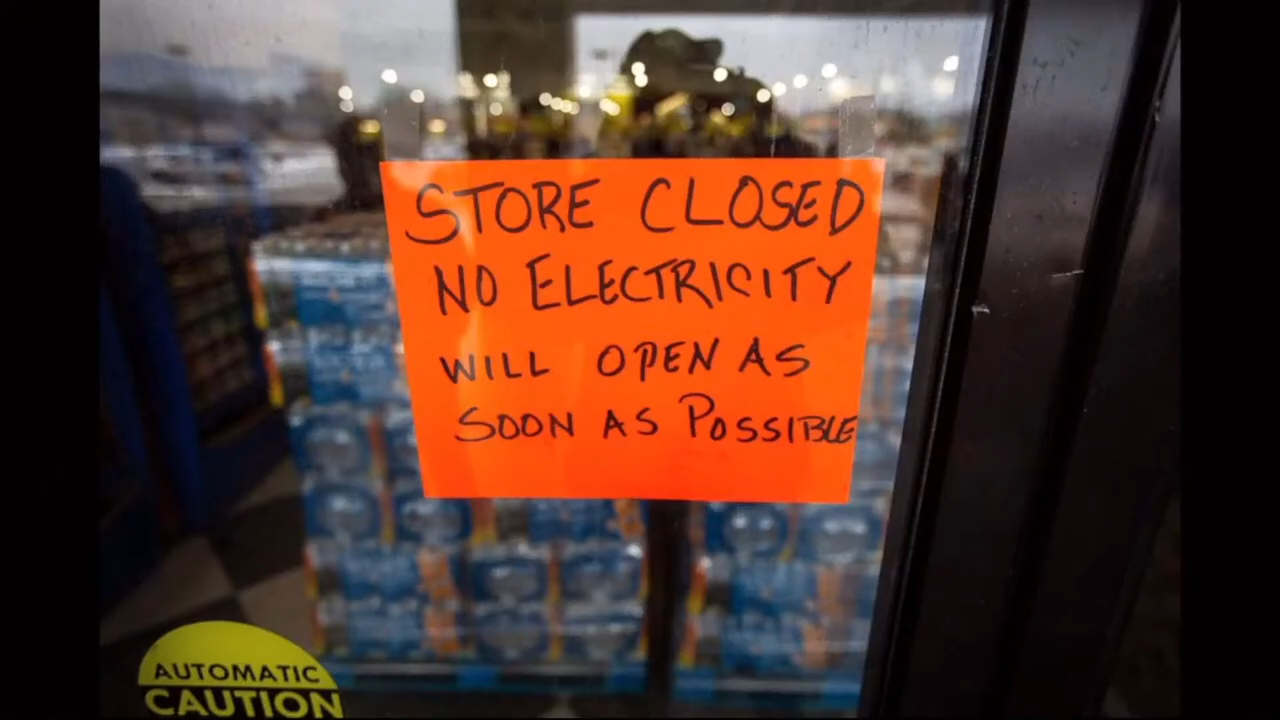 STORE CLOSED
NO ELECTRICITY
WILL OPEN AS
SOON AS POSSIBLE
AUTOMATIC
CAUTION